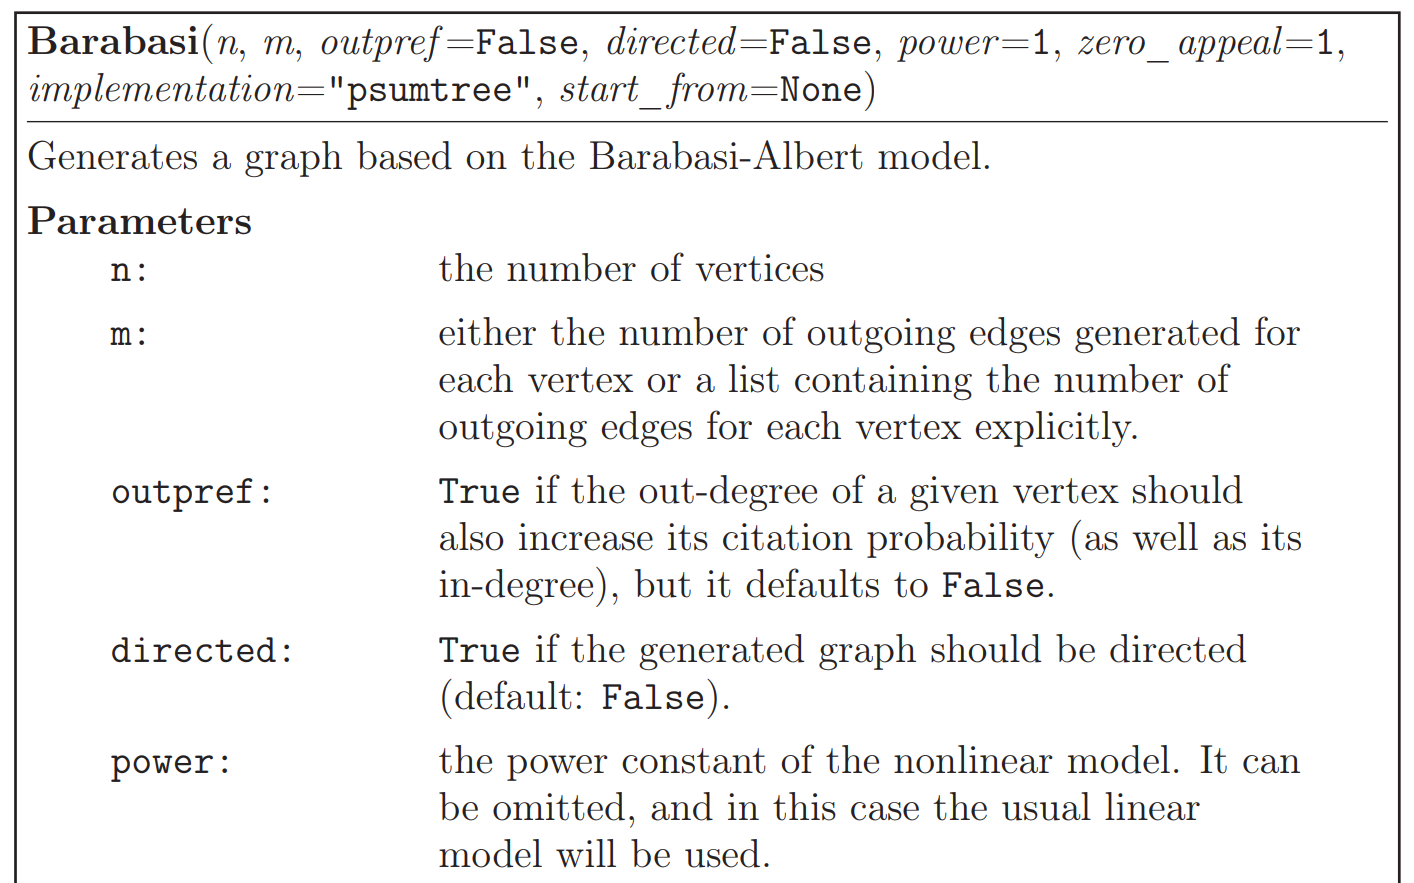 Barabasi(n, m, outpref=False, directed=False, power=1, zero_appeal=1,
implementation="psumtree", start_from=None)
Generates a graph based on the Barabasi-Albert model.
Parameters
n: the number of vertices
m: either the number of outgoing edges generated for
each vertex or a list containing the number of
outgoing edges for each vertex explicitly.
outpref: True if the out-degree of a given vertex should
also increase its citation probability (as well as its
in-degree), but it defaults to False.
directed: True if the generated graph should be directed
(default: False).
power: the power constant of the nonlinear model. It can
be omitted, and in this case the usual linear
model will be used.